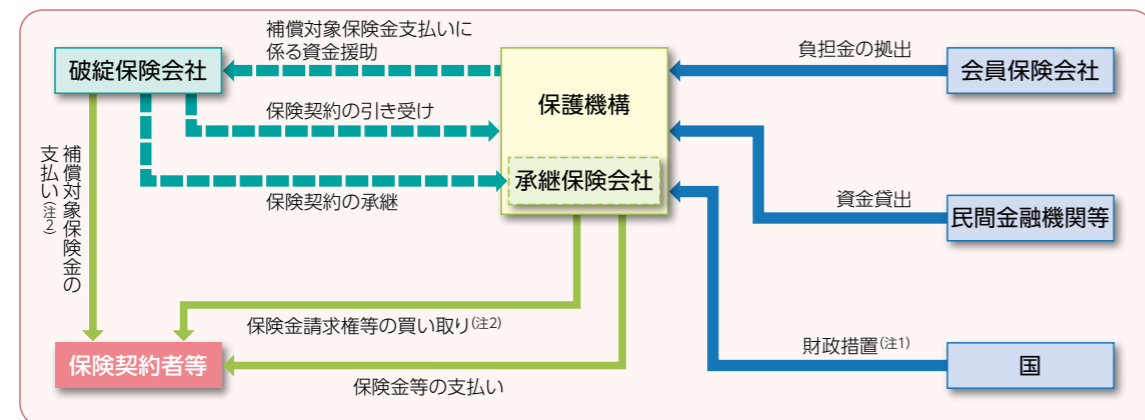 補償対象保険金支払いに
係る資金援助
破綻保険会社
保険契約の引き受け
保険契約の承継
保護機構
承継保険会社
負担金の拠出
会員保険会社
資金貸出
民間金融機関等
財政措置(注1)
国
補償対象保険金の
支払い(注2)
保険金請求権等の買い取り(注2)
保険契約者等
保険金等の支払い